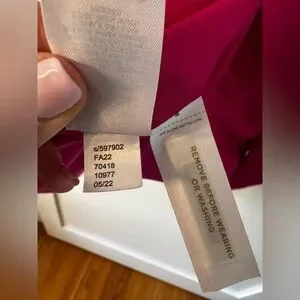 s/597902
FA22
70418
10977
05/22
REMOVE BEFORE WEARING
OR WASHING